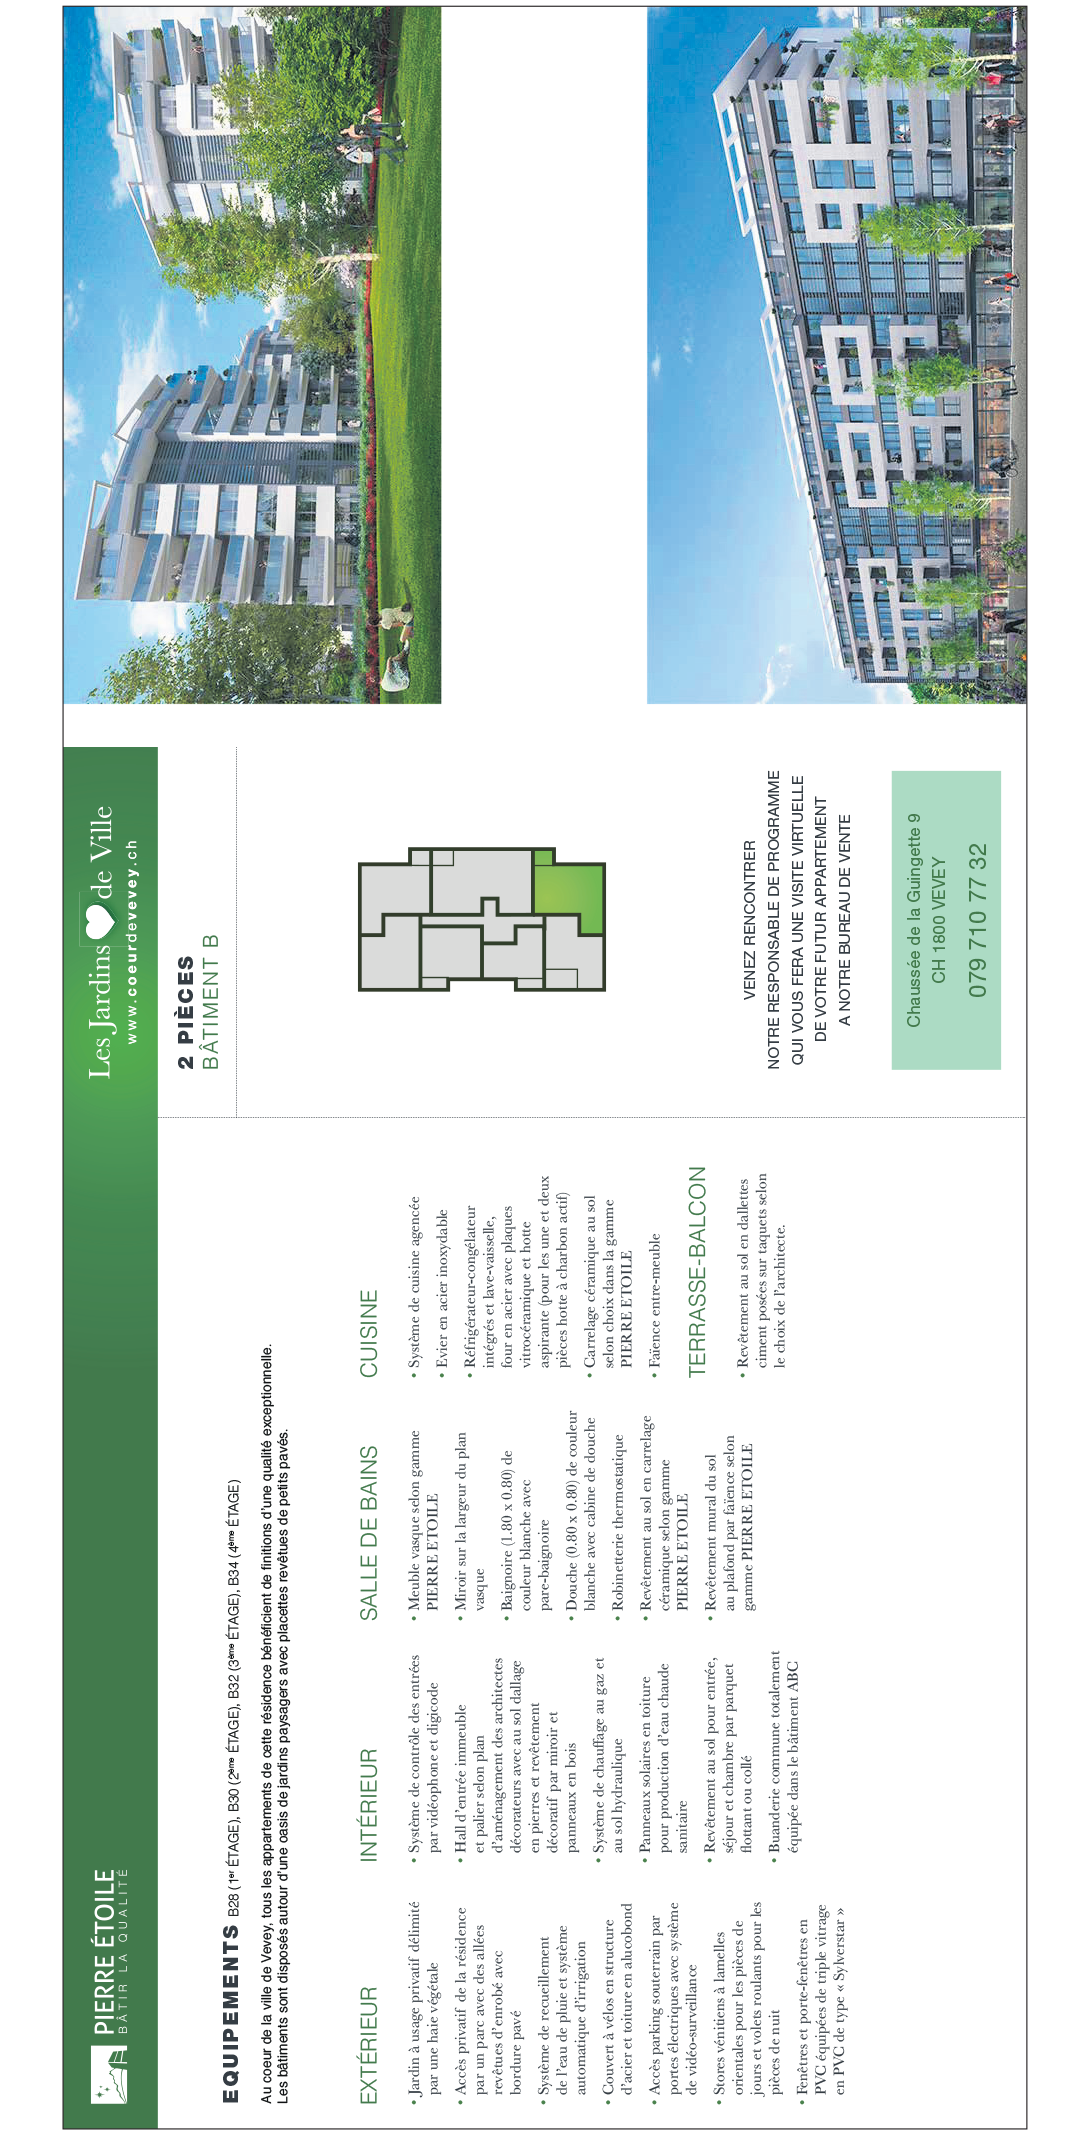 PIERRE ÉTOILE
BÂTIR LA QUALITÉ
Les Jardins de Ville
www.coeurdevevey.ch
EQUIPEMENTS B28 (1er ÉTAGE), B30 (2ème ÉTAGE), B32 (3ème ÉTAGE), B34 (4ème ÉTAGE)
Au coeur de la ville de Vevey, tous les appartements de cette résidence bénéficient de finitions d'une qualité exceptionnelle.
Les bâtiments sont disposés autour d'une oasis de jardins paysagers avec placettes revêtues de petits pavés.
EXTÉRIEUR
• Jardin à usage privatif délimité
par une haie végétale
• Accès privatif de la résidence
par un parc avec des allées
revêtues d'enrobé avec
bordure pavé
• Système de recueillement
de l'eau de pluie et système
automatique d'irrigation
• Couvert à vélos en structure
d'acier et toiture en alucobond
• Accès parking souterrain par
portes électriques avec système
de vidéo-surveillance
• Stores vénitiens à lamelles
orientales pour les pièces de
jours et volets roulants pour les
pièces de nuit
• Fenêtres et porte-fenêtres en
PVC équipées de triple vitrage
en PVC de type « Sylverstar »
INTÉRIEUR
• Système de contrôle des entrées
par vidéophone et digicode
• Hall d'entrée immeuble
et palier selon plan
d'aménagement des architectes
décorateurs avec au sol dallage
en pierres et revêtement
décoratif par miroir et
panneaux en bois
• Système de chauffage au gaz et
au sol hydraulique
• Panneaux solaires en toiture
pour production d'eau chaude
sanitaire
• Revêtement au sol pour entrée,
séjour et chambre par parquet
flottant ou collé
• Buanderie commune totalement
équipée dans le bâtiment ABC
SALLE DE BAINS
• Meuble vasque selon gamme
PIERRE ETOILE
• Miroir sur la largeur du plan
vasque
• Baignoire (1.80 x 0.80) de
couleur blanche avec
pare-baignoire
• Douche (0.80 x 0.80) de couleur
blanche avec cabine de douche
• Robinetterie thermostatique
• Revêtement au sol en carrelage
céramique selon gamme
PIERRE ETOILE
• Revêtement mural du sol
au plafond par faïence selon
gamme PIERRE ETOILE
CUISINE
• Système de cuisine agencée
• Evier en acier inoxydable
• Réfrigérateur-congélateur
intégrés et lave-vaisselle,
four en acier avec plaques
vitrocéramique et hotte
aspirante (pour les une et deux
pièces hotte à charbon actif)
• Carrelage céramique au sol
selon choix dans la gamme
PIERRE ETOILE
• Faïence entre-meuble
TERRASSE-BALCON
• Revêtement au sol en dallettes
ciment posées sur taquets selon
le choix de l'architecte.
2 PIÈCES
BÂTIMENT B
VENEZ RENCONTRER
NOTRE RESPONSABLE DE PROGRAMME
QUI VOUS FERA UNE VISITE VIRTUELLE
DE VOTRE FUTUR APPARTEMENT
A NOTRE BUREAU DE VENTE
Chaussée de la Guingette 9
CH 1800 VEVEY
079 710 77 32